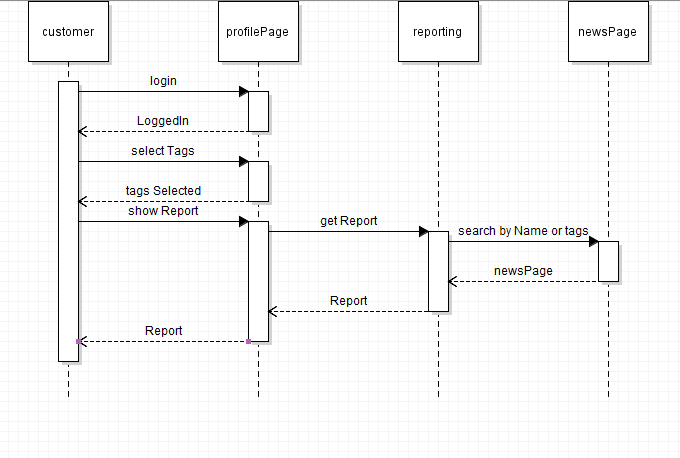 customer
profilePage
reporting
newsPage
login
LoggedIn
select Tags
tags Selected
show Report
get Report
search by Name or tags
newsPage
Report
Report